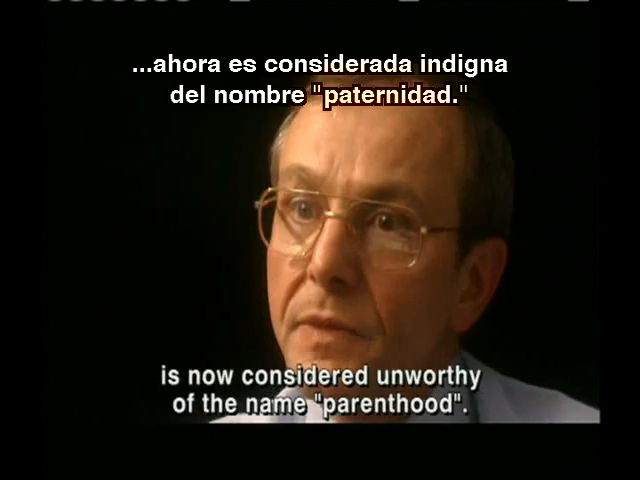 ...ahora es considerada indigna
del nombre "paternidad."
is now considered unworthy
of the name "parenthood".